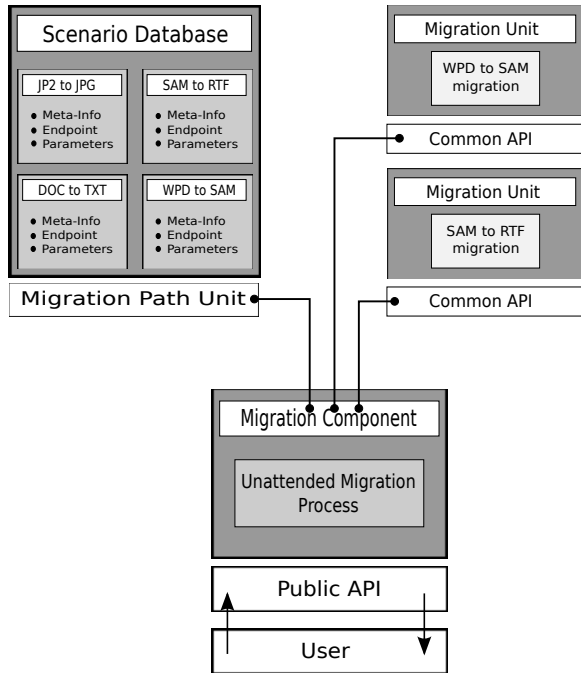 Scenario Database
JP2 to JPG
• Meta-Info
• Endpoint
• Parameters
SAM to RTF
• Meta-Info
• Endpoint
• Parameters
DOC to TXT
• Meta-Info
• Endpoint
• Parameters
WPD to SAM
• Meta-Info
• Endpoint
• Parameters
Migration Path Unit
Migration Unit
WPD to SAM
migration
Common API
Migration Unit
SAM to RTF
migration
Common API
Migration Component
Unattended Migration
Process
Public API
User